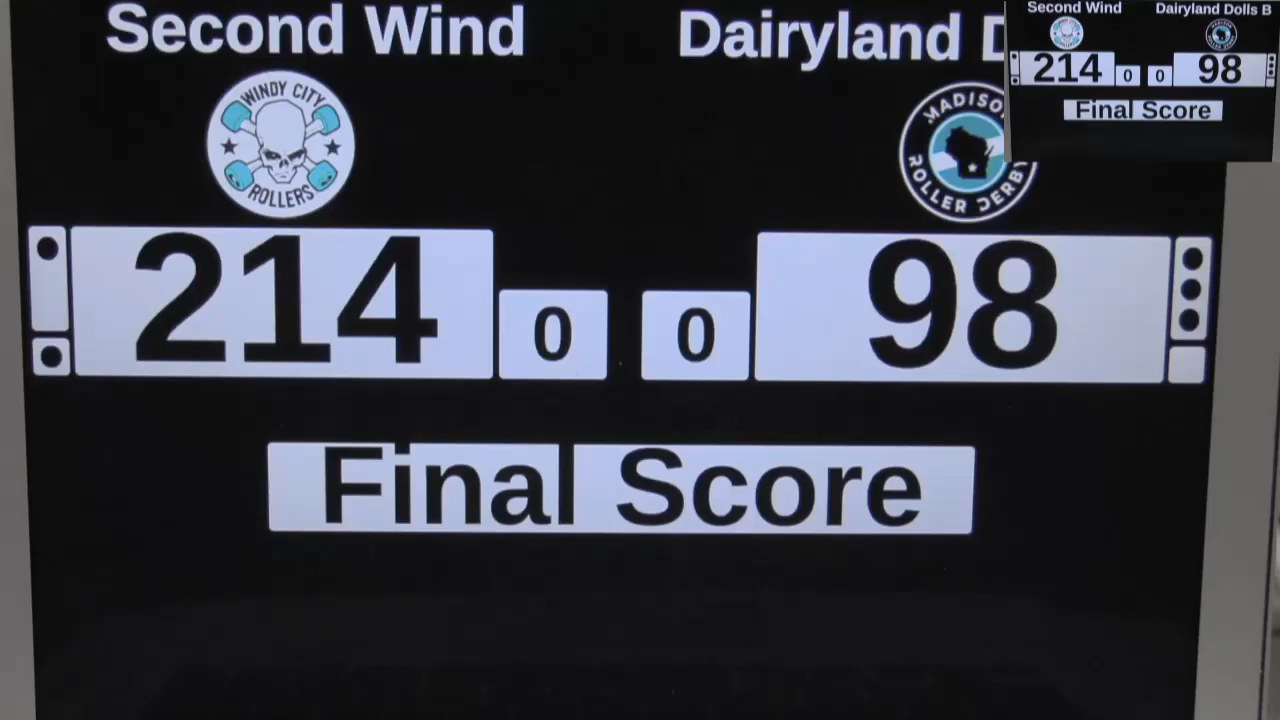 Second Wind
Dairyland D
WINDY CITY
ROLLERS
MADISO
ROLLER DERBY
214
0
0
98
Final Score
Second Wind
Dairyland Dolls B
214
0
0
98
Final Score